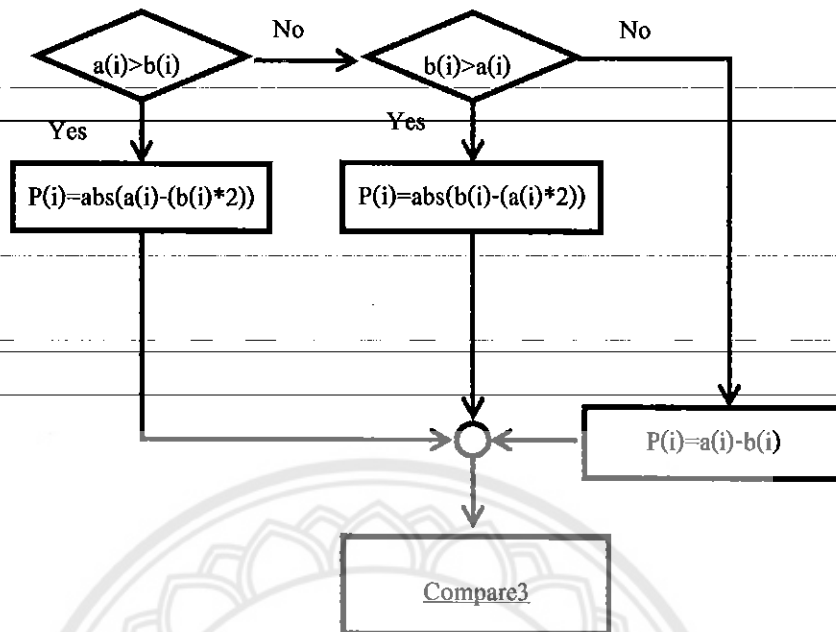 No
No
a(i)>b(i)
b(i)>a(i)
Yes
Yes
P(i)=abs(a(i)-(b(i)*2))
P(i)=abs(b(i)-(a(i)*2))
P(i)=a(i)-b(i)
Compare3